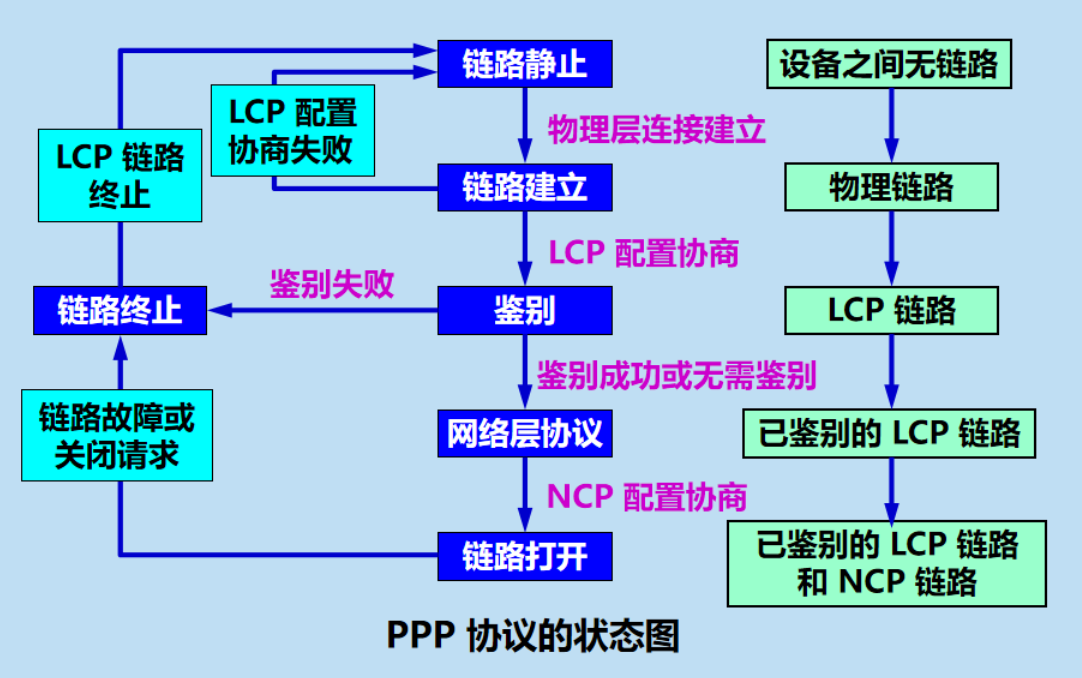 链路静止
设备之间无链路
LCP 配置
协商失败
物理层连接建立
LCP 链路
终止
链路建立
物理链路
LCP 配置协商
鉴别失败
链路终止
鉴别
LCP 链路
鉴别成功或无需鉴别
链路故障或
关闭请求
网络层协议
已鉴别的 LCP 链路
NCP 配置协商
链路打开
已鉴别的 LCP 链路
和 NCP 链路
PPP 协议的状态图